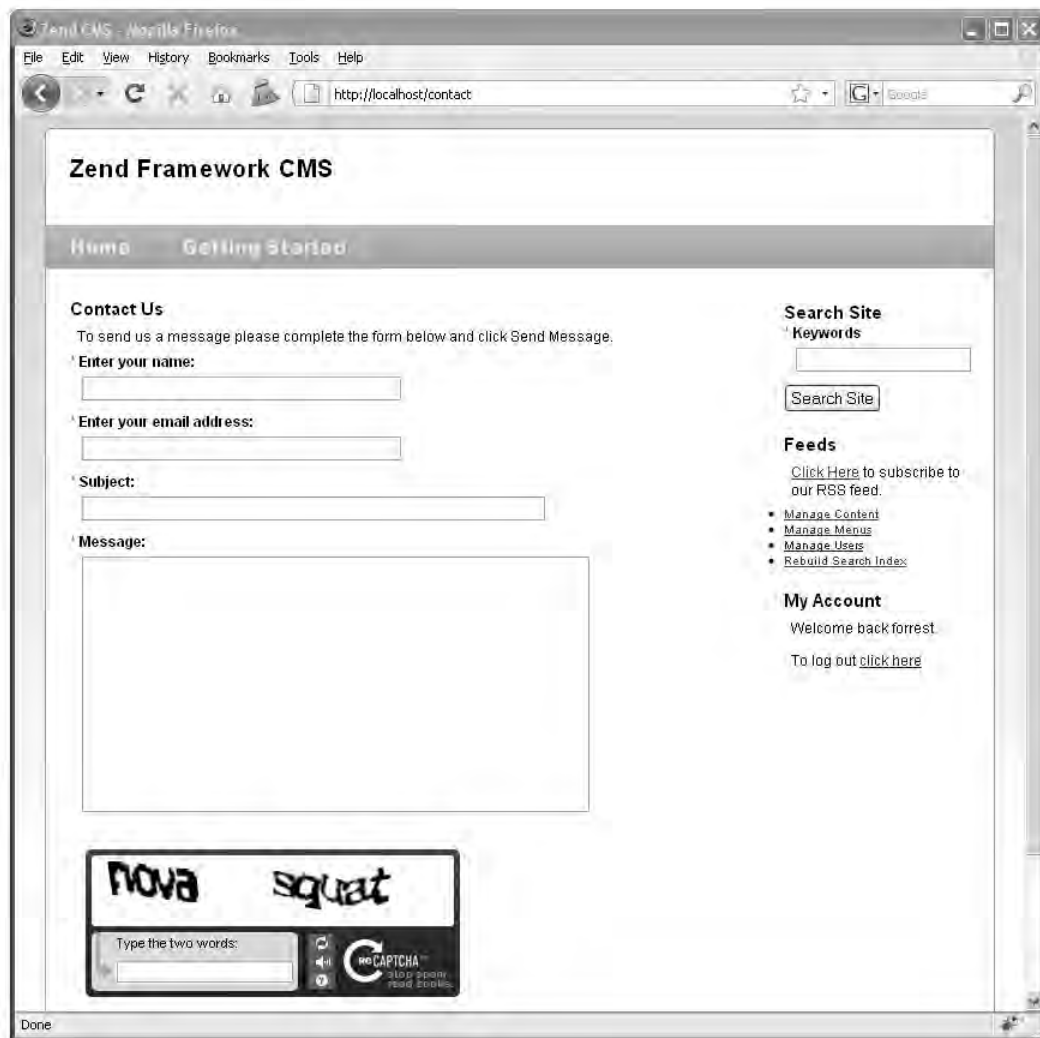 Zend CMS - Mozilla Firefox
File Edit View History Bookmarks Tools Help
http://localhost/contact
G Google
Zend Framework CMS
Home Getting Started
Contact Us
To send us a message please complete the form below and click Send Message.
* Enter your name:
* Enter your email address:
* Subject:
* Message:
nova squat
Type the two words:
?
reCAPTCHA™
stop spam.
read books.
Search Site
* Keywords
Search Site
Feeds
Click Here to subscribe to
our RSS feed.
• Manage Content
• Manage Menus
• Manage Users
• Rebuild Search Index
My Account
Welcome back forrest.
To log out click here
Done